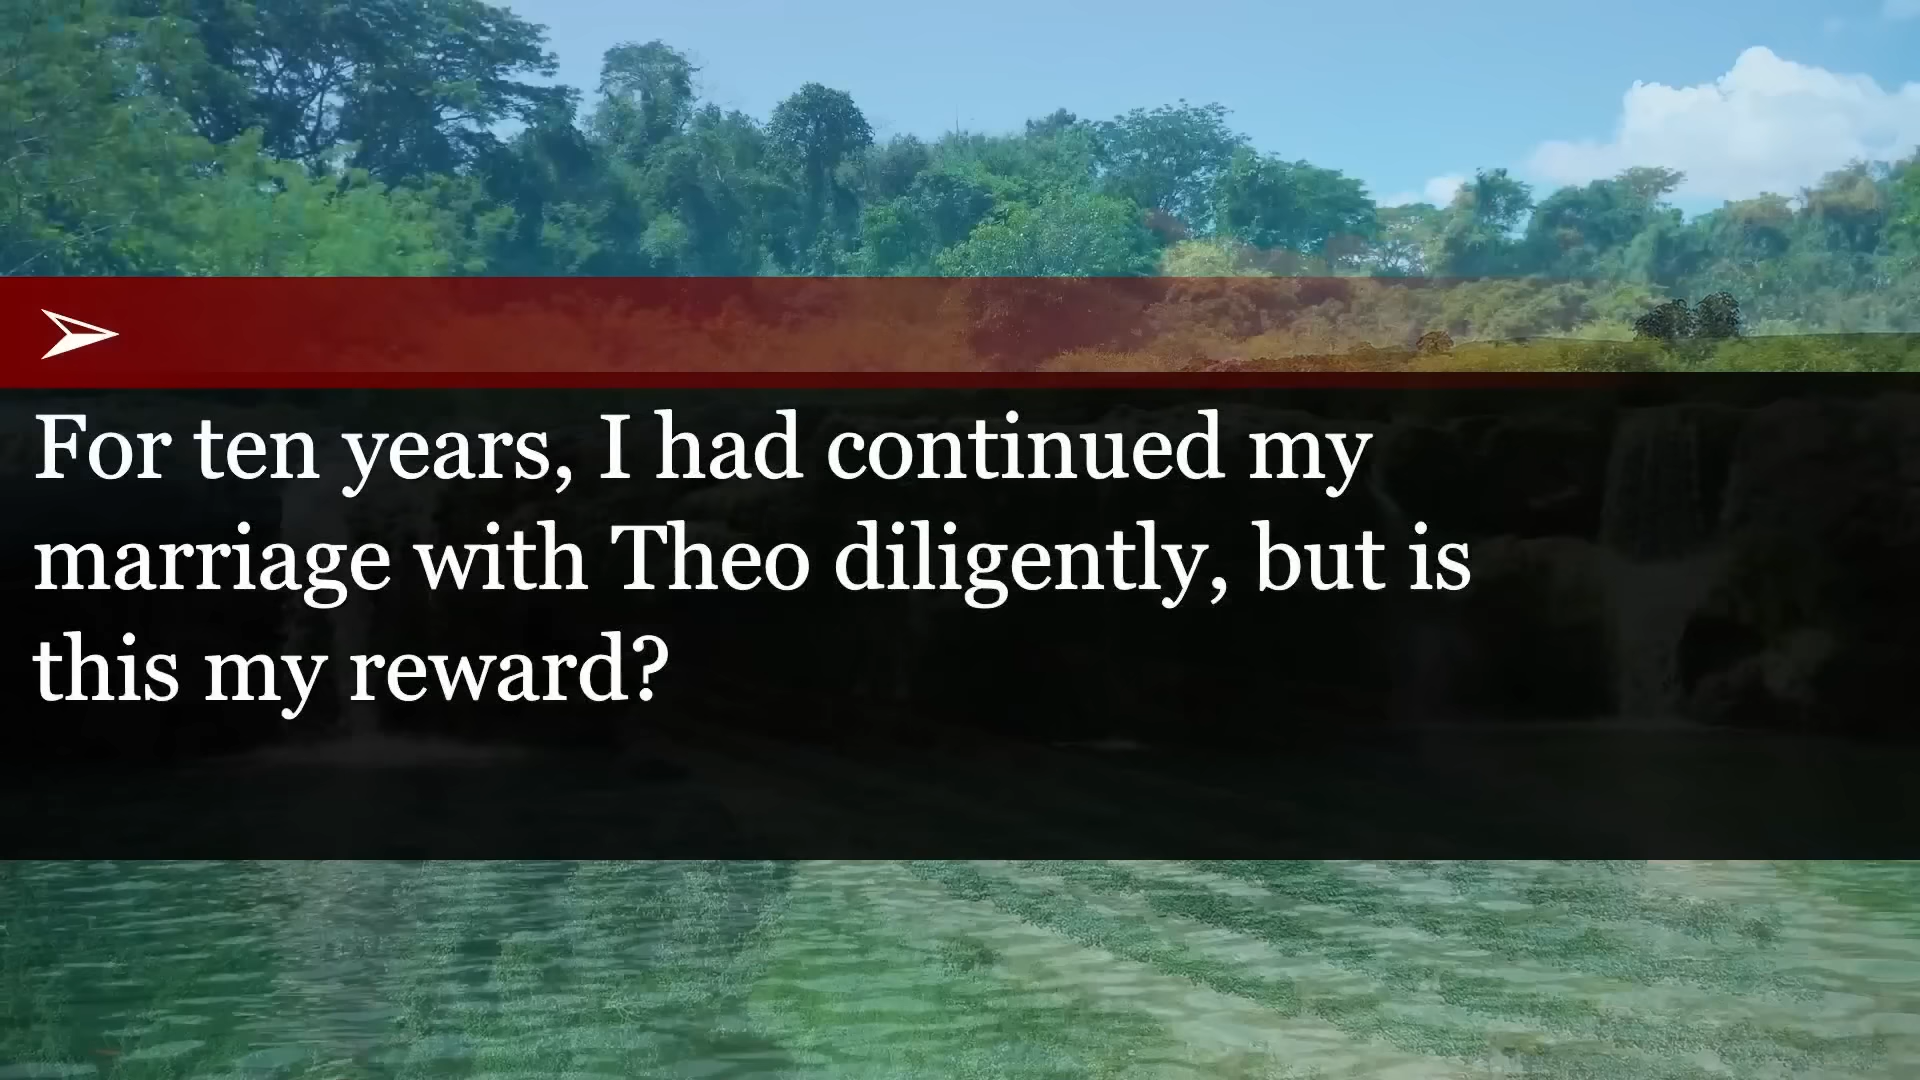 For ten years, I had continued my
marriage with Theo diligently, but is
this my reward?